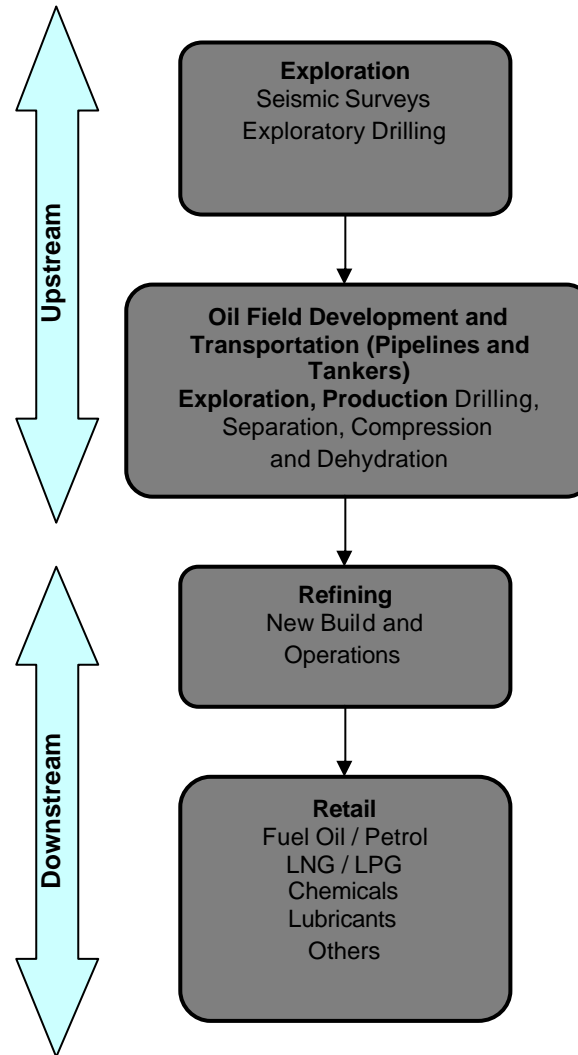 Upstream
Exploration
Seismic Surveys
Exploratory Drilling
Oil Field Development and
Transportation (Pipelines and
Tankers)
Exploration, Production Drilling,
Separation, Compression
and Dehydration
Downstream
Refining
New Build and
Operations
Retail
Fuel Oil / Petrol
LNG / LPG
Chemicals
Lubricants
Others